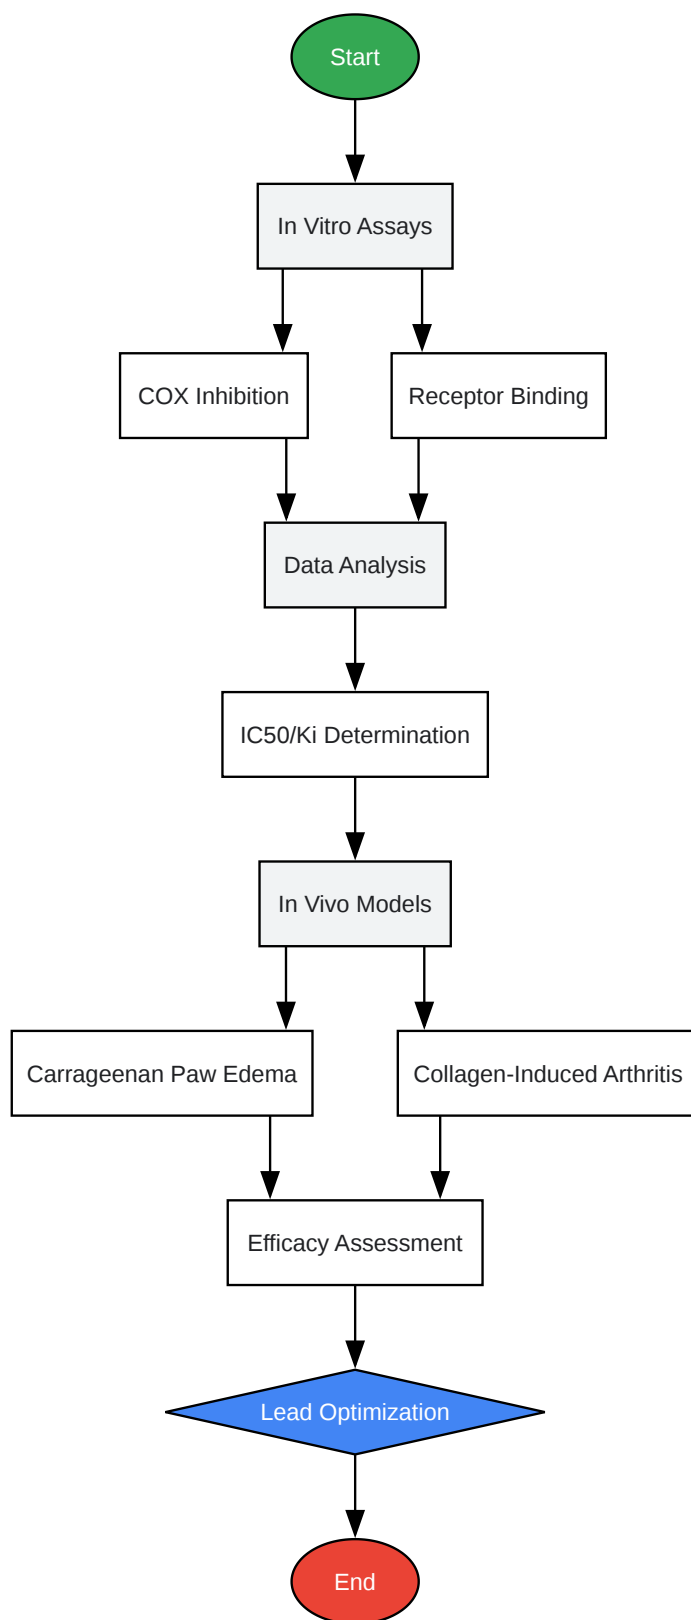 Start
In Vitro Assays
COX Inhibition
Receptor Binding
Data Analysis
IC50/Ki Determination
In Vivo Models
Carrageenan Paw Edema
Collagen-Induced Arthritis
Efficacy Assessment
Lead Optimization
End